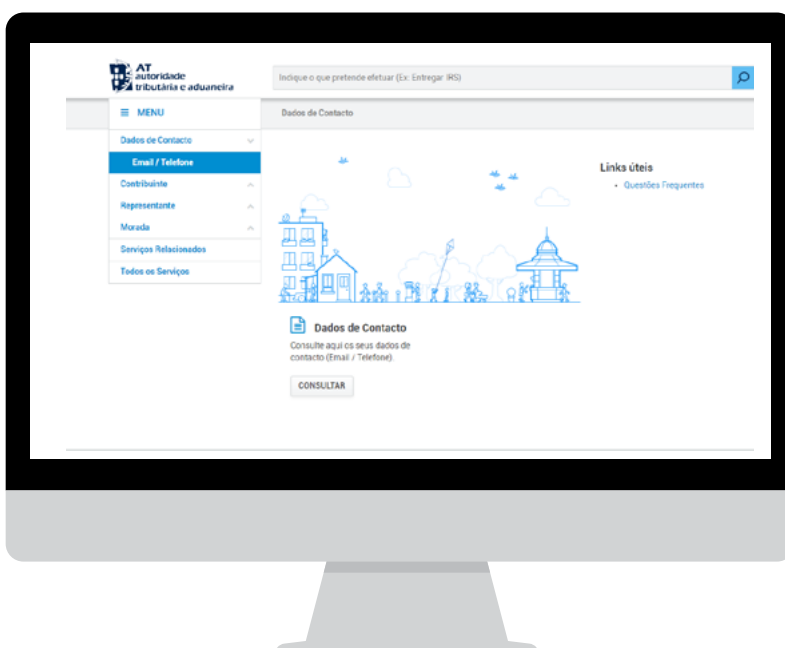 AT
autoridade
tributária e aduaneira
Indique o que pretende efetuar (Ex: Entregar IRS)
MENU
Dados de Contacto
Dados de Contacto
Email / Telefone
Contribuinte
Representante
Morada
Serviços Relacionados
Todos os Serviços
Links úteis
• Questões Frequentes
Dados de Contacto
Consulte aqui os seus dados de
contacto (Email / Telefone).
CONSULTAR